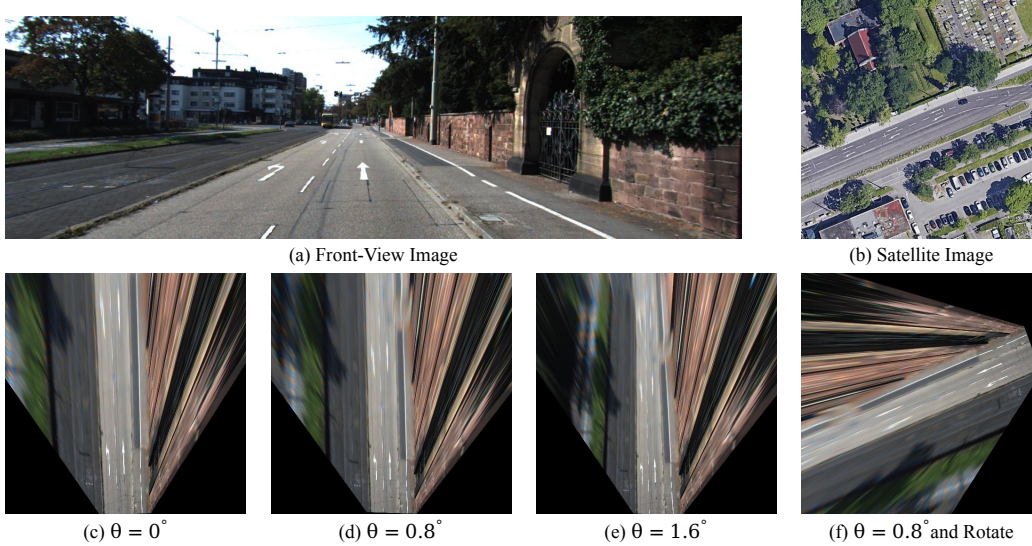 (a) Front-View Image
(b) Satellite Image
(c) θ = 0°
(d) θ = 0.8°
(e) θ = 1.6°
(f) θ = 0.8° and Rotate